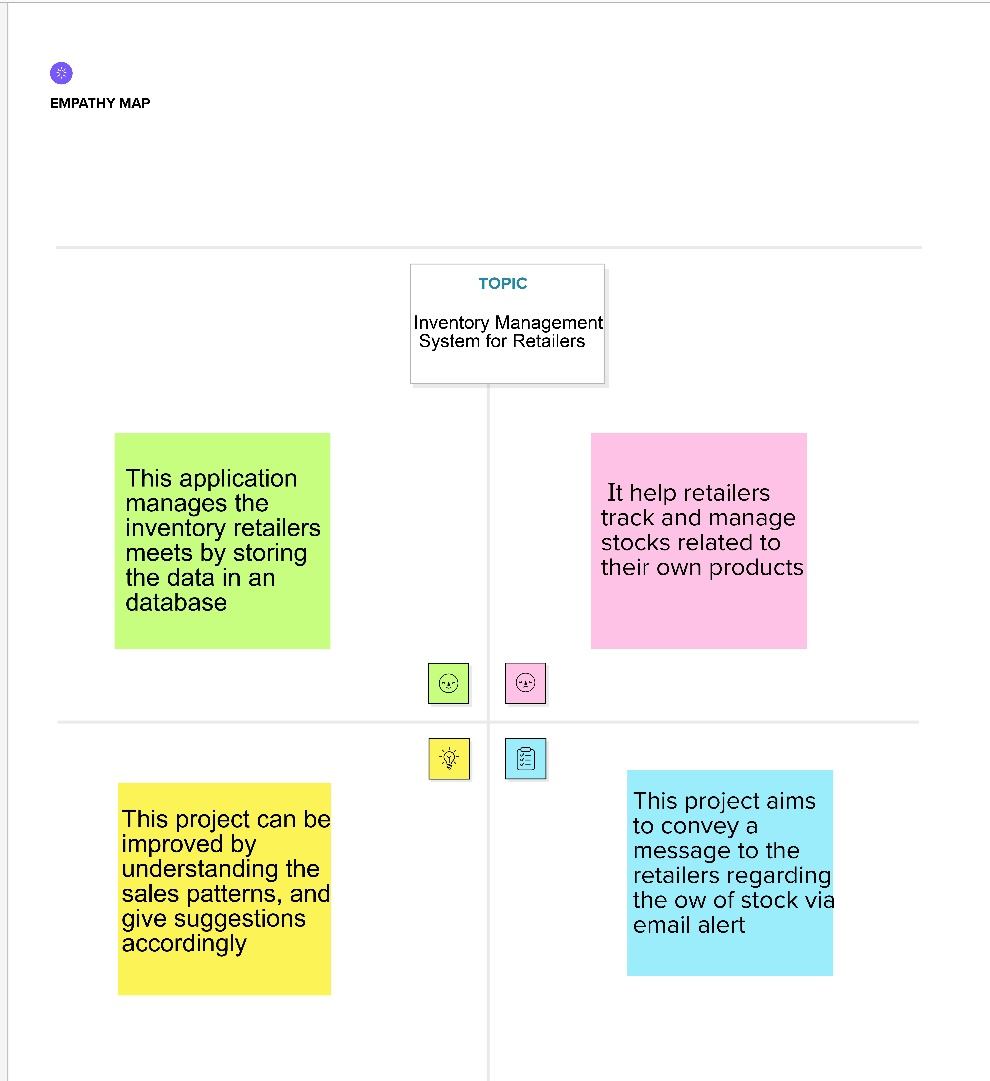 EMPATHY MAP
TOPIC
Inventory Management
System for Retailers
This application
manages the
inventory retailers
meets by storing
the data in an
database
It help retailers
track and manage
stocks related to
their own products
This project can be
improved by
understanding the
sales patterns, and
give suggestions
accordingly
This project aims
to convey a
message to the
retailers regarding
the ow of stock via
email alert